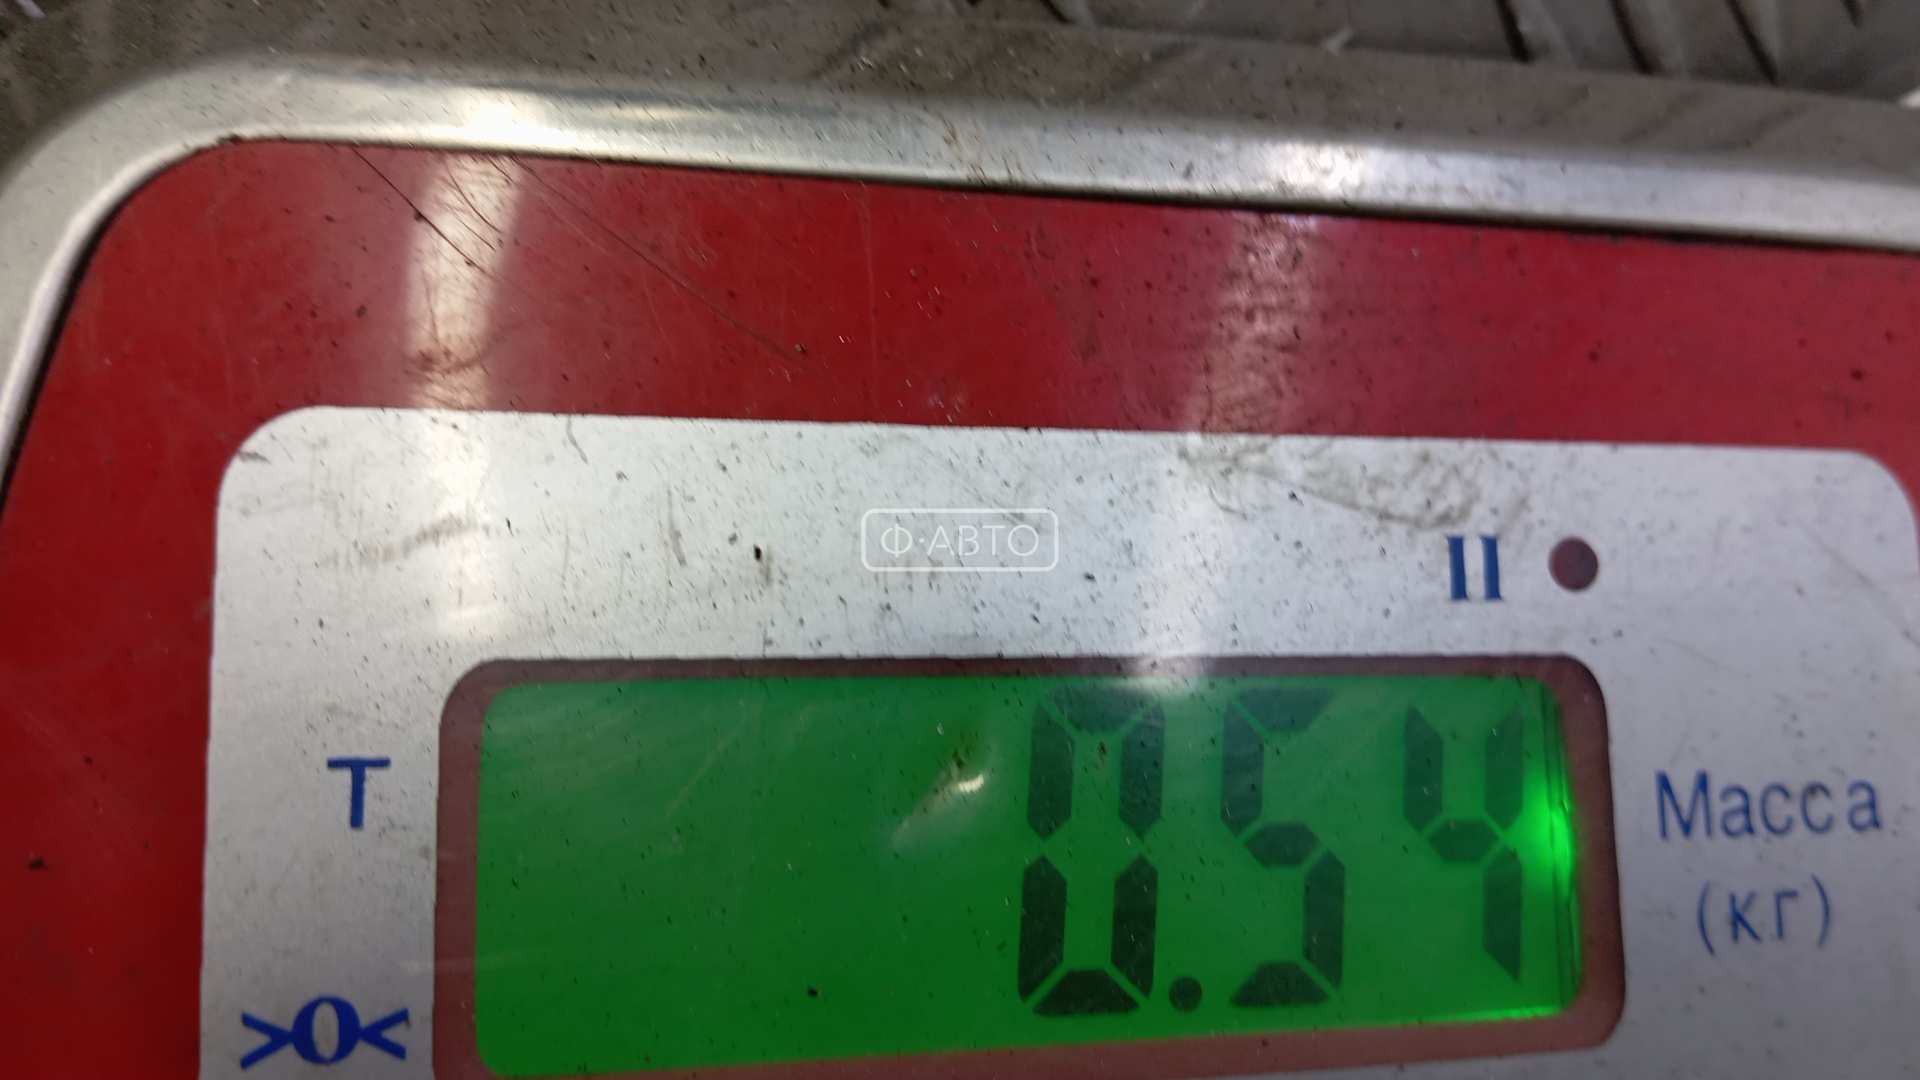 Ф·АВТО
II
0.54
T
Масса
(кг)
>0<